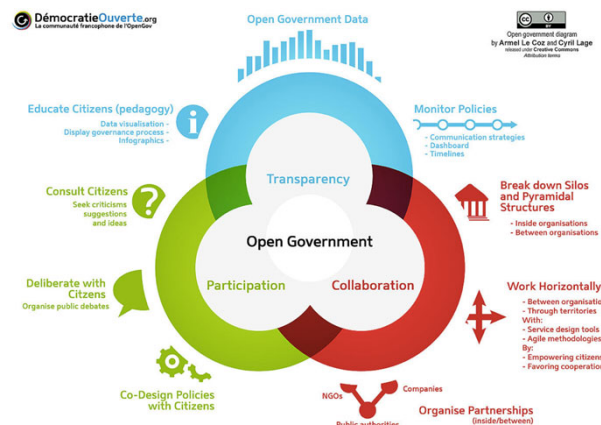 DémocratieOuverte.org
La communauté francophone de l'OpenGov
Open Government Data
Open government diagram
by Armel Le Coz and Cyril Lage
released under Creative Commons
Attribution terms
Educate Citizens (pedagogy)
Data visualisation -
Display governance process -
Infographics -
Monitor Policies
- Communication strategies
- Dashboard
- Timelines
Transparency
Consult Citizens
Seek criticisms
suggestions
and ideas
Break down Silos
and Pyramidal
Structures
- Inside organisations
- Between organisations
Open Government
Participation
Collaboration
Deliberate with
Citzens
Organise public debates
Work Horizontally
- Between organisatio
- Through territories
With:
- Service design tools
- Agile methodologies
By:
- Empowering citizen
- Favoring cooperation
Co-Design Policies
with Citizens
NGOs
Companies
Public authorities
Organise Partnerships
(inside/between)